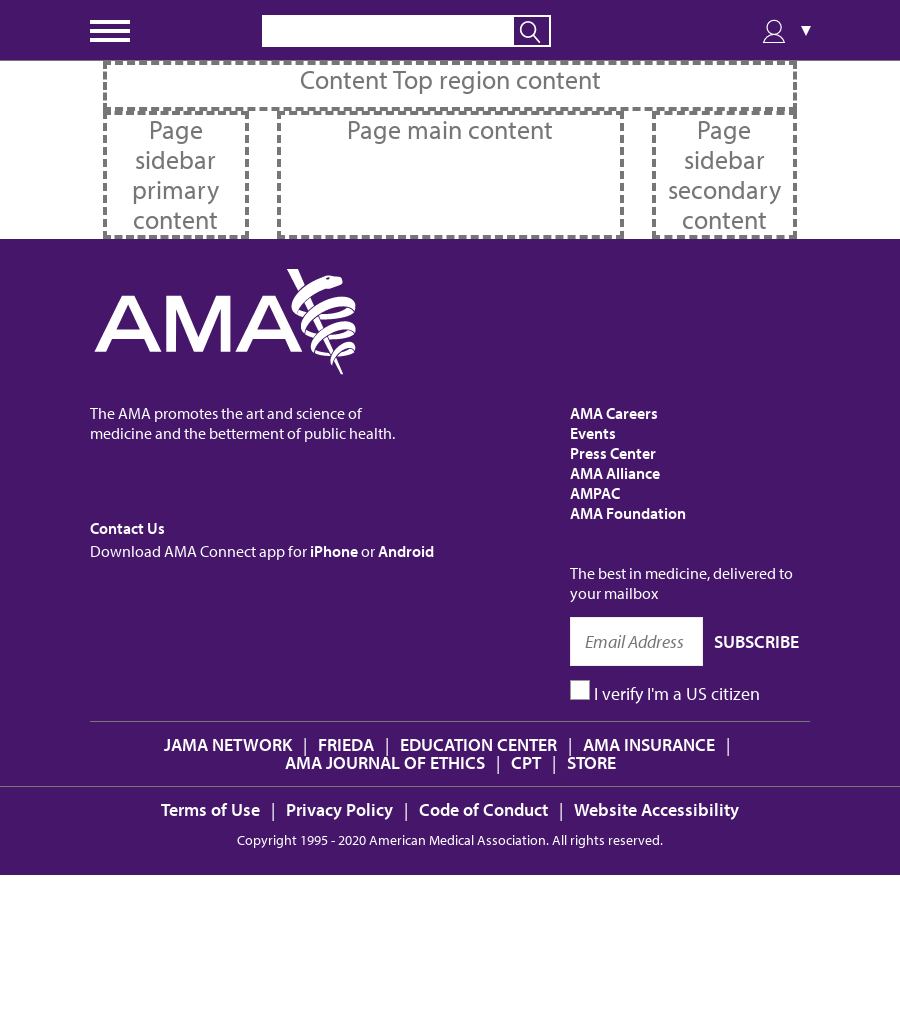 Content Top region content
Page
sidebar
primary
content
Page main content
Page
sidebar
secondary
content
AMA
The AMA promotes the art and science of
medicine and the betterment of public health.
Contact Us
Download AMA Connect app for iPhone or Android
AMA Careers
Events
Press Center
AMA Alliance
AMPAC
AMA Foundation
The best in medicine, delivered to
your mailbox
Email Address SUBSCRIBE
I verify I'm a US citizen
JAMA NETWORK | FRIEDA | EDUCATION CENTER | AMA INSURANCE |
AMA JOURNAL OF ETHICS | CPT | STORE
Terms of Use | Privacy Policy | Code of Conduct | Website Accessibility
Copyright 1995 - 2020 American Medical Association. All rights reserved.